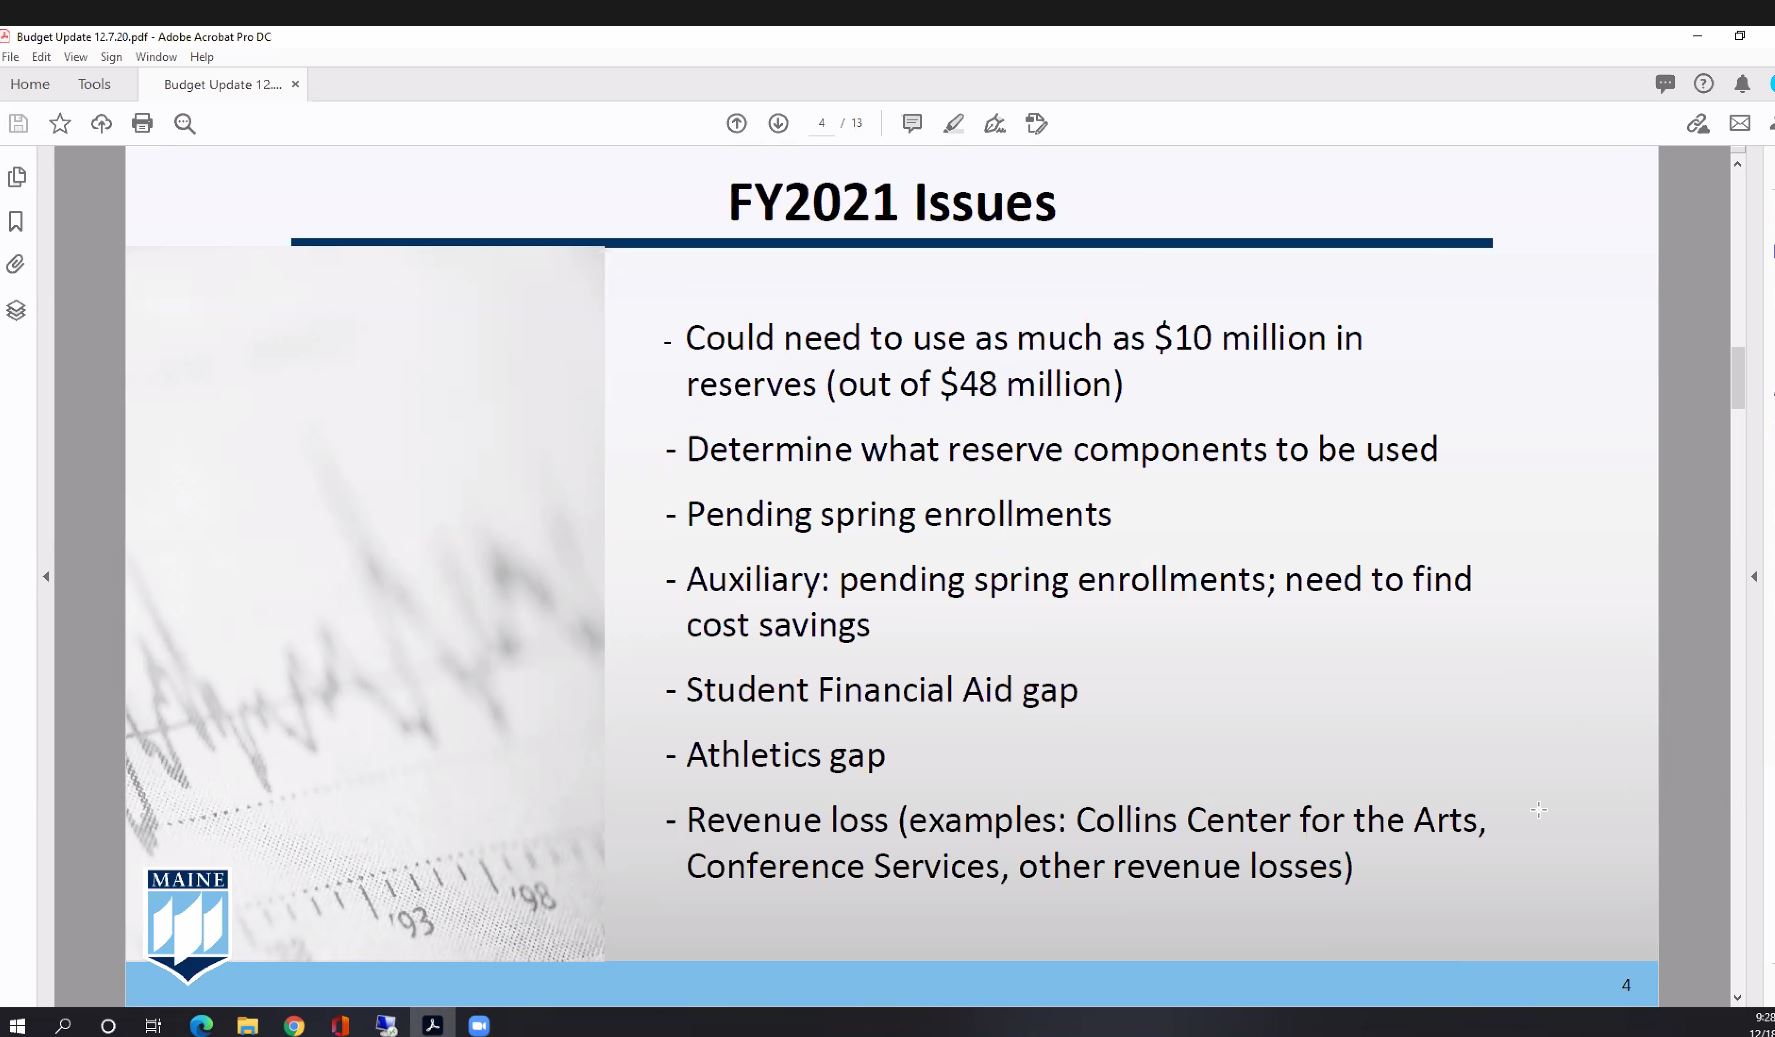 Budget Update 12.7.20.pdf - Adobe Acrobat Pro DC
File Edit View Sign Window Help
Home Tools Budget Update 12.... ×
4 / 13
FY2021 Issues
- Could need to use as much as $10 million in
reserves (out of $48 million)
- Determine what reserve components to be used
- Pending spring enrollments
- Auxiliary: pending spring enrollments; need to find
cost savings
- Student Financial Aid gap
- Athletics gap
- Revenue loss (examples: Collins Center for the Arts,
Conference Services, other revenue losses)
'93 '98
MAINE
4
9:28
12/18